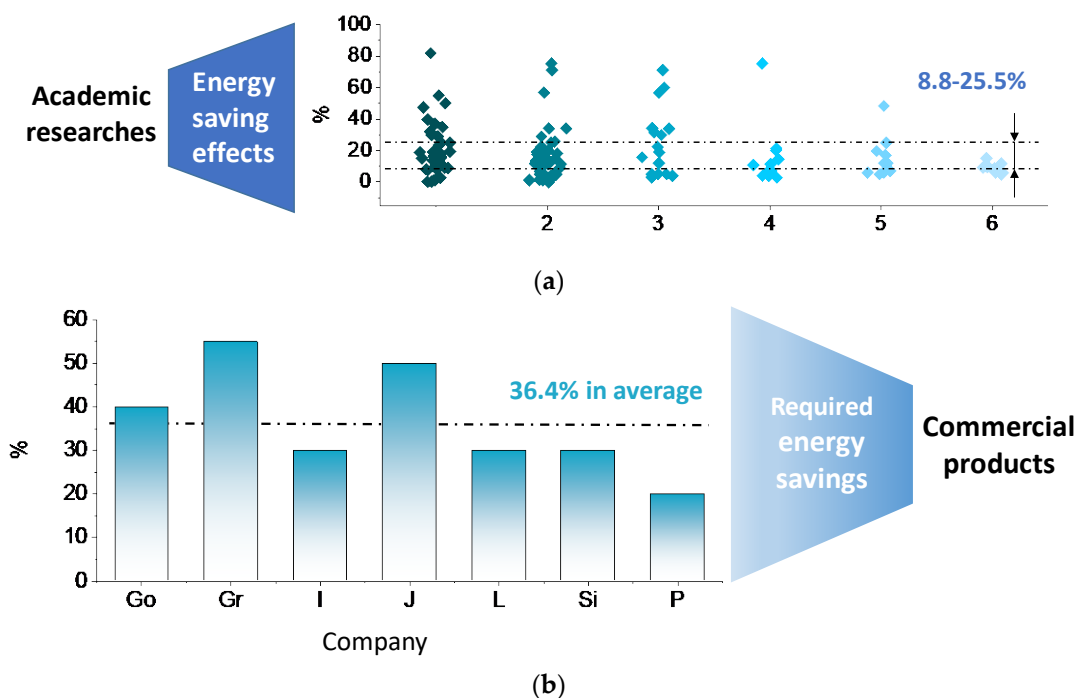 Academic
researches
Energy
saving
effects
%
100
80
60
40
20
0
8.8-25.5%
2 3 4 5 6
(a)
%
60
50
40
30
20
10
0
36.4% in average
Go Gr I J L Si P
Company
Required
energy
savings
Commercial
products
(b)